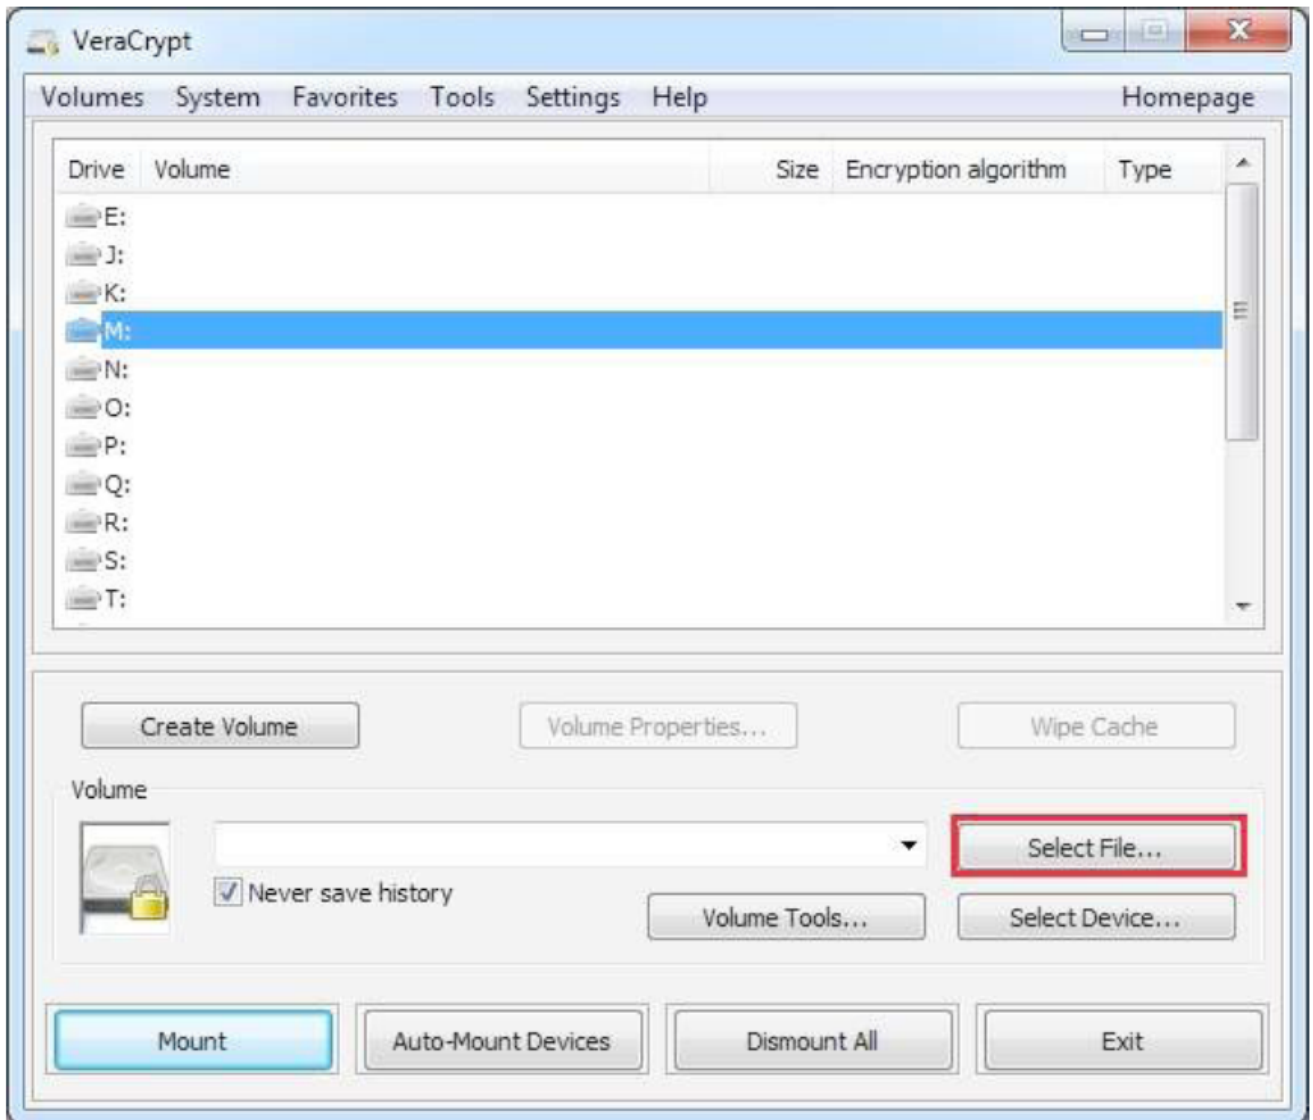 VeraCrypt
Volumes System Favorites Tools Settings Help Homepage
Drive Volume Size Encryption algorithm Type
E:
J:
K:
M:
N:
O:
P:
Q:
R:
S:
T:
Create Volume Volume Properties... Wipe Cache
Volume
Select File...
Never save history
Volume Tools... Select Device...
Mount Auto-Mount Devices Dismount All Exit